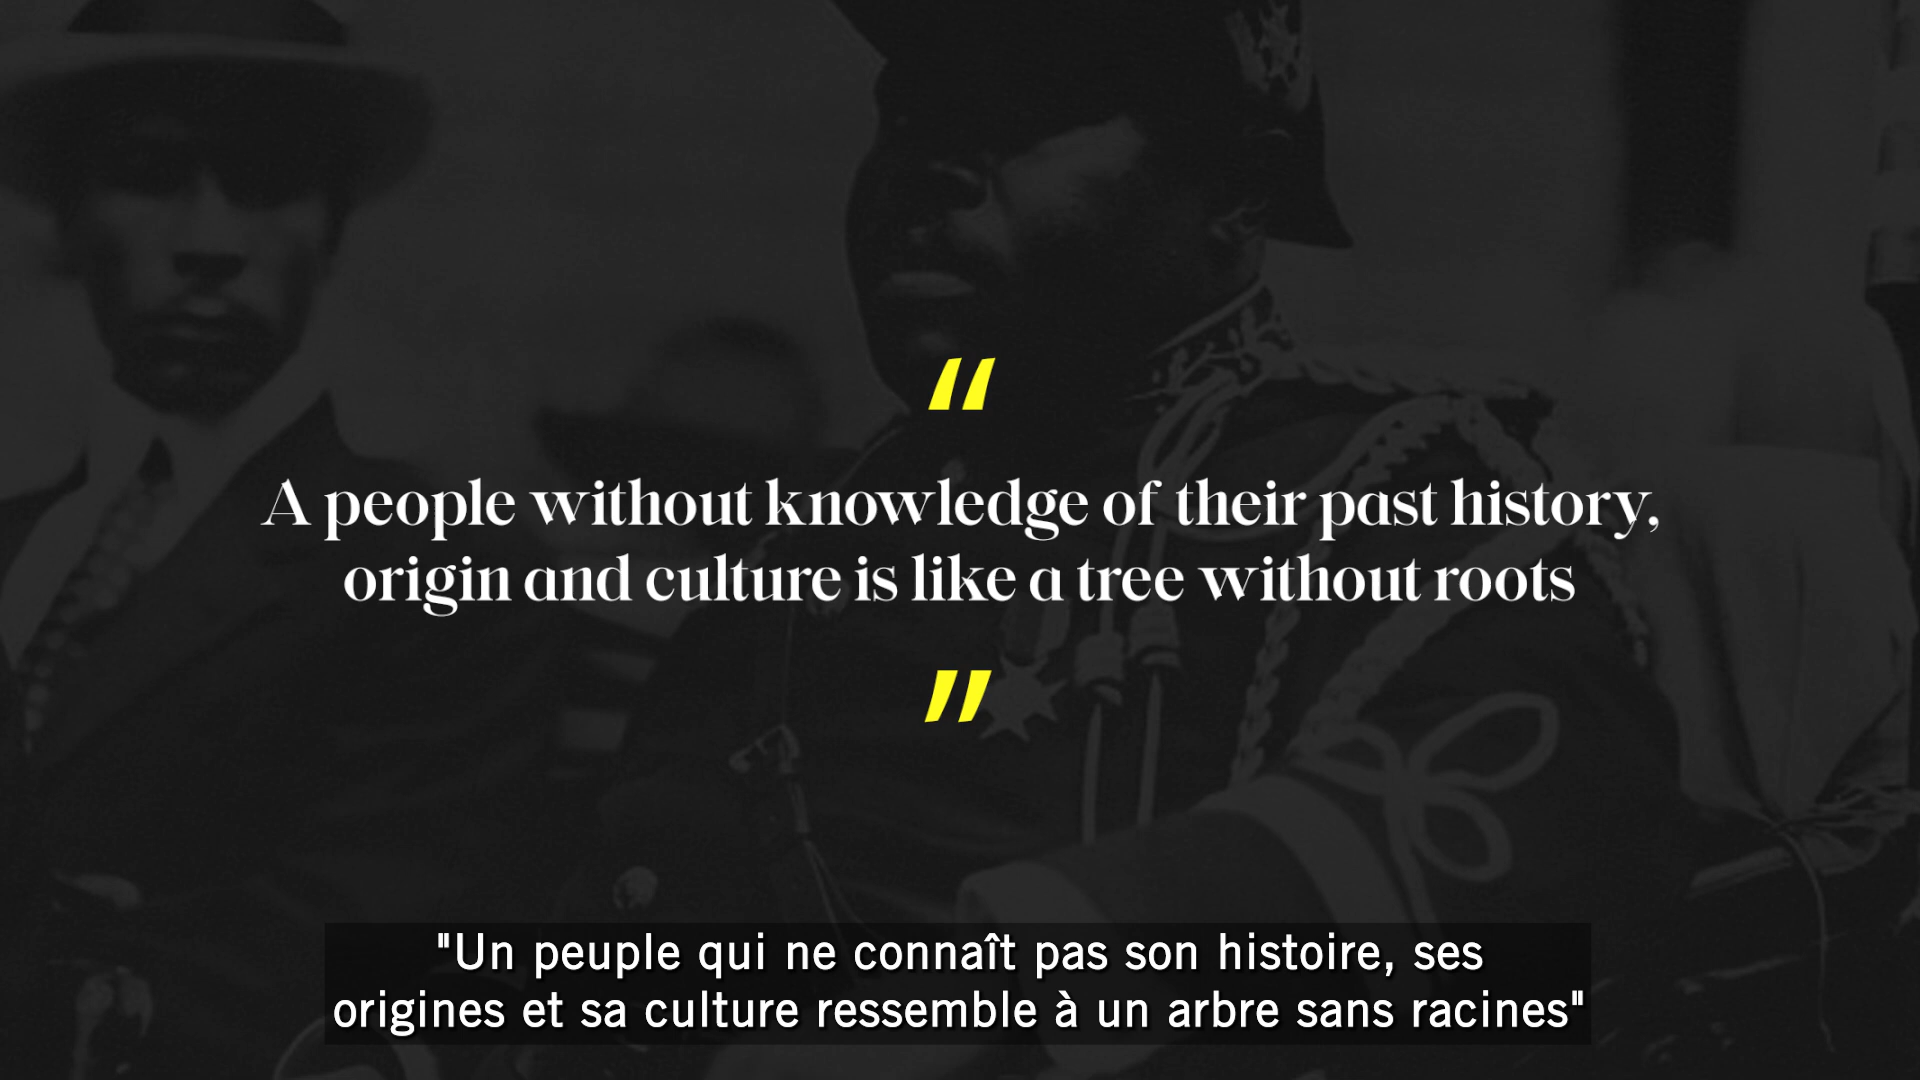 “
A people without knowledge of their past history,
origin and culture is like a tree without roots
”
"Un peuple qui ne connaît pas son histoire, ses
origines et sa culture ressemble à un arbre sans racines"